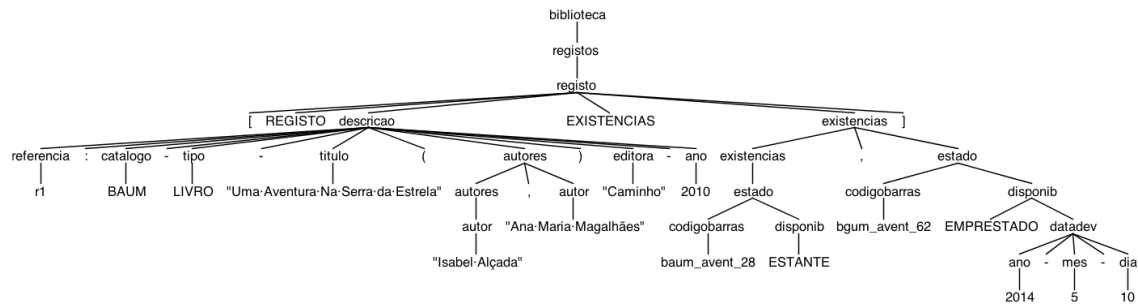 biblioteca
registos
registo
[ REGISTO descricao EXISTENCIAS existencias ]
referencia : catalogo - tipo - titulo ( autores ) editora - ano existencias , estado
r1 BAUM LIVRO "Uma·Aventura·Na·Serra·da·Estrela" autores , autor "Caminho" 2010 estado codigobarras disponib
autor "Ana·Maria·Magalhães" codigobarras disponib bgum_avent_62 EMPRESTADO datadev
"Isabel·Alçada" baum_avent_28 ESTANTE ano - mes - dia
2014 5 10